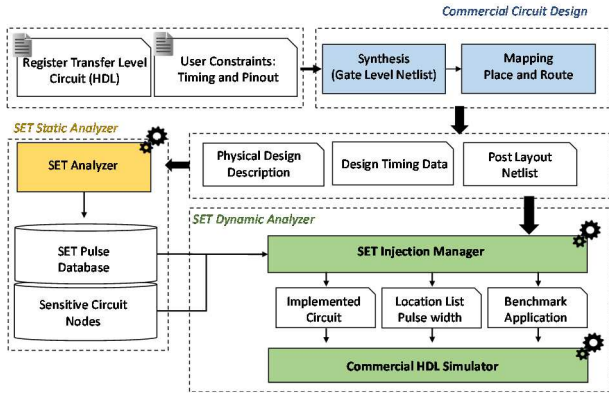 Commercial Circuit Design
Register Transfer Level
Circuit (HDL)
User Constraints:
Timing and Pinout
Synthesis
(Gate Level Netlist)
Mapping
Place and Route
SET Static Analyzer
SET Analyzer
Physical Design
Description
Design Timing Data
Post Layout
Netlist
SET Dynamic Analyzer
SET Pulse
Database
Sensitive Circuit
Nodes
SET Injection Manager
Implemented
Circuit
Location List
Pulse width
Benchmark
Application
Commercial HDL Simulator